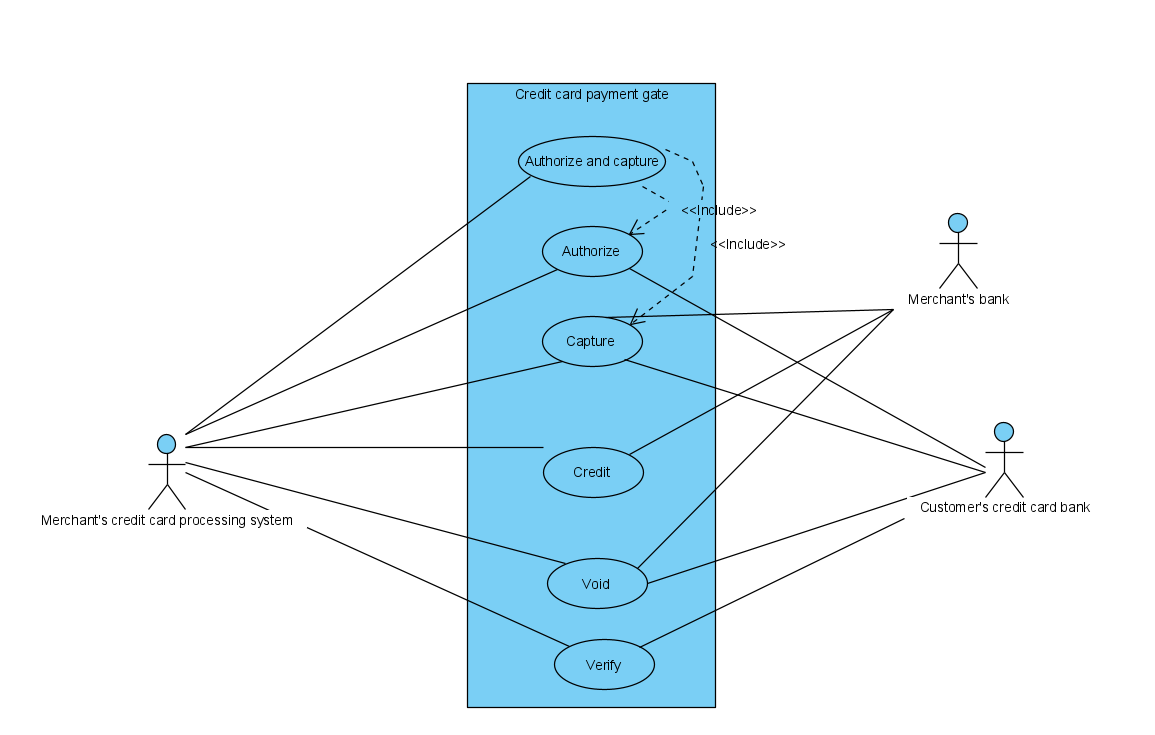 Credit card payment gate
Authorize and capture
<<Include>>
Authorize
<<Include>>
Merchant's bank
Capture
Credit
Customer's credit card bank
Merchant's credit card processing system
Void
Verify